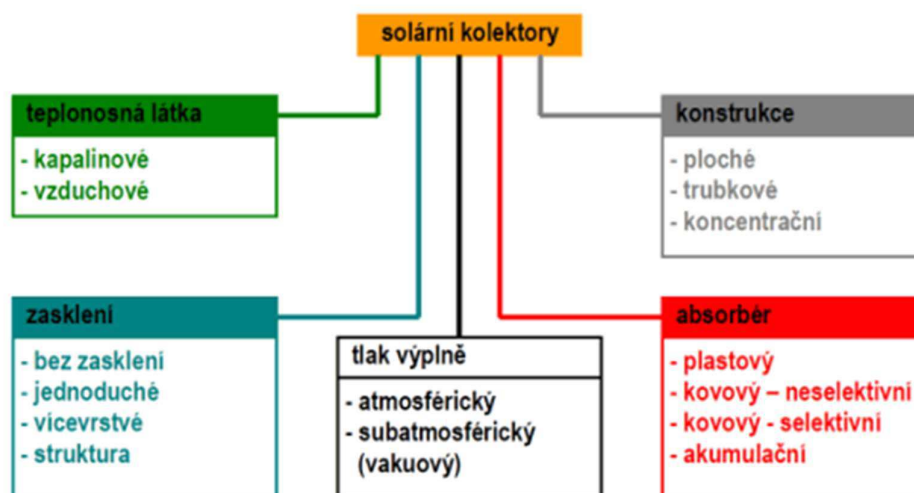 solární kolektory
teplonosná látka
- kapalinové
- vzduchové
konstrukce
- ploché
- trubkové
- koncentrační
zasklení
- bez zasklení
- jednoduché
- vícevrstvé
- struktura
tlak výplně
- atmosférický
- subatmosférický
(vakuový)
absorbér
- plastový
- kovový – neselektivní
- kovový - selektivní
- akumulační